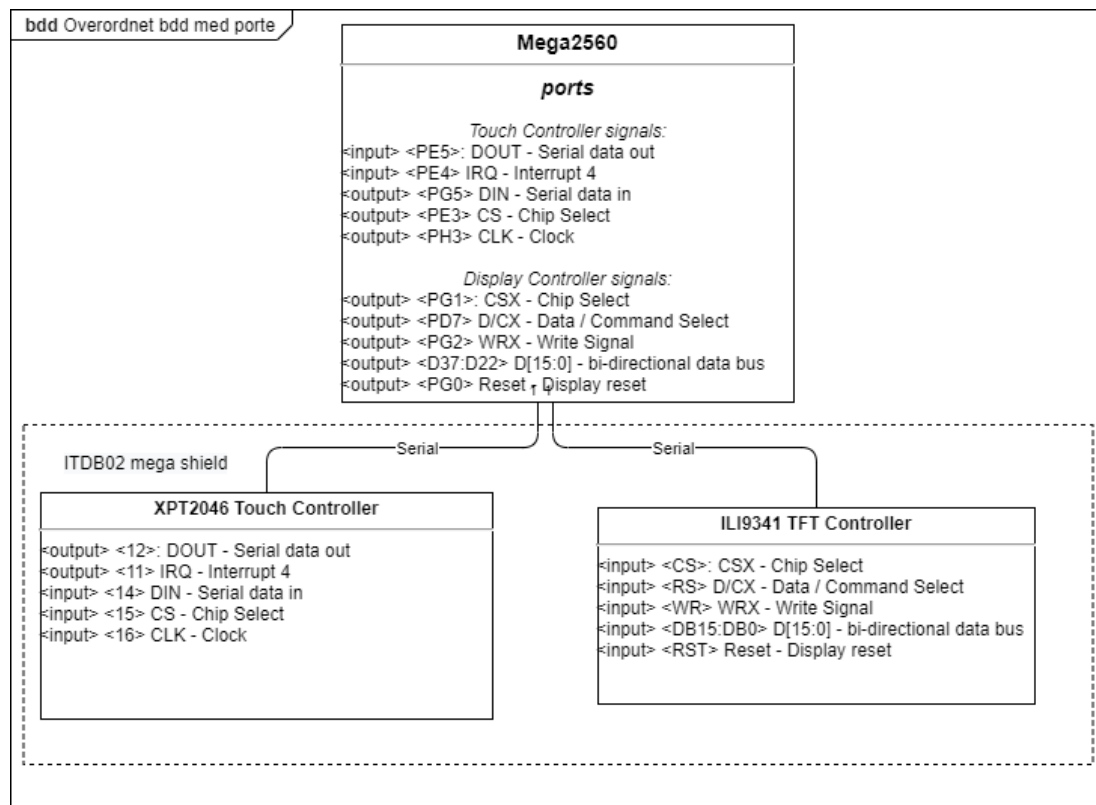 bdd Overordnet bdd med porte
Mega2560
ports
Touch Controller signals:
<input> <PE5>: DOUT - Serial data out
<input> <PE4> IRQ - Interrupt 4
<output> <PG5> DIN - Serial data in
<output> <PE3> CS - Chip Select
<output> <PH3> CLK - Clock
Display Controller signals:
<output> <PG1>: CSX - Chip Select
<output> <PD7> D/CX - Data / Command Select
<output> <PG2> WRX - Write Signal
<output> <D37:D22> D[15:0] - bi-directional data bus
<output> <PG0> Reset - Display reset
Serial
Serial
ITDB02 mega shield
XPT2046 Touch Controller
<output> <12>: DOUT - Serial data out
<output> <11> IRQ - Interrupt 4
<input> <14> DIN - Serial data in
<input> <15> CS - Chip Select
<input> <16> CLK - Clock
ILI9341 TFT Controller
<input> <CS>: CSX - Chip Select
<input> <RS> D/CX - Data / Command Select
<input> <WR> WRX - Write Signal
<input> <DB15:DB0> D[15:0] - bi-directional data bus
<input> <RST> Reset - Display reset